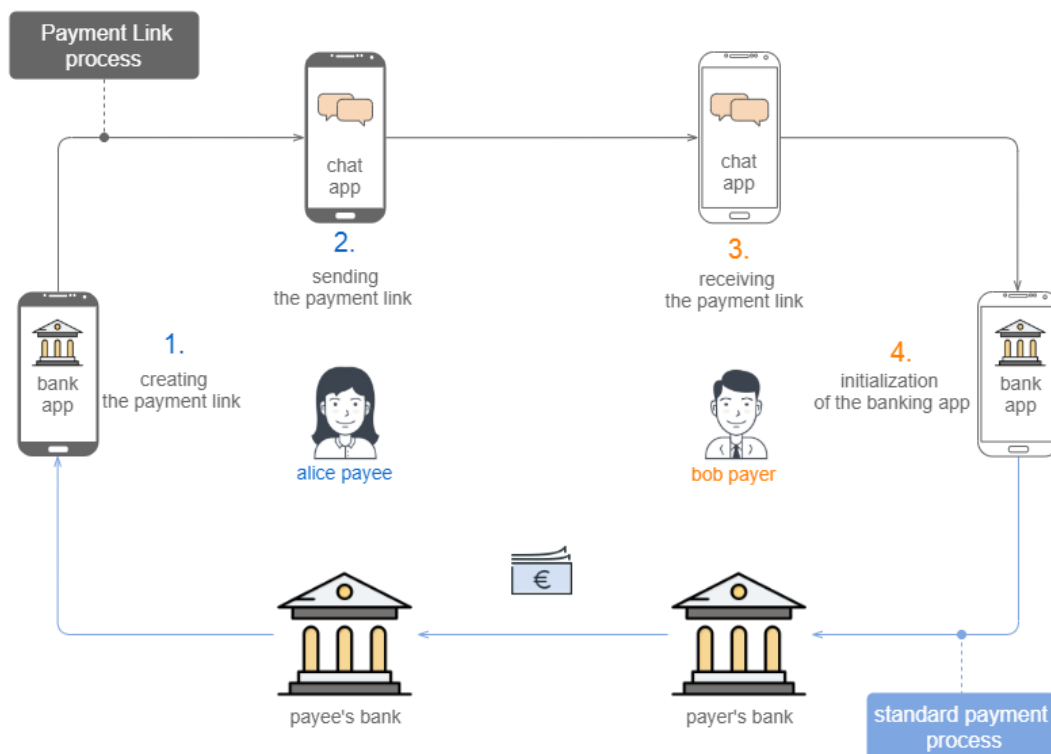 Payment Link
process
chat
app
chat
app
2.
sending
the payment link
3.
receiving
the payment link
bank
app
1.
creating
the payment link
4.
initialization
of the banking app
bank
app
alice payee
bob payer
€
payee's bank
payer's bank
standard payment
process